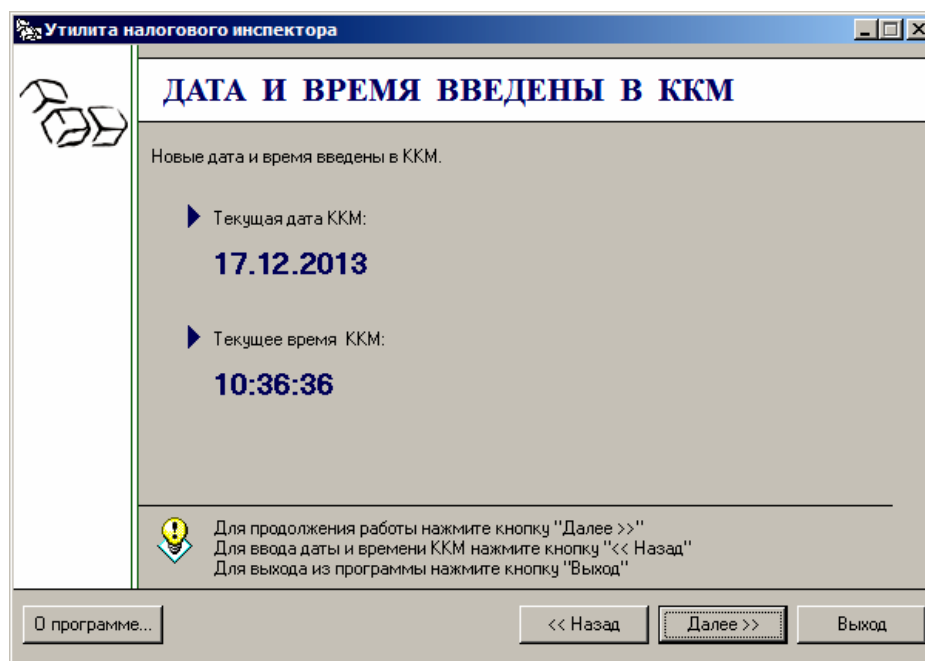 Утилита налогового инспектора
ДАТА И ВРЕМЯ ВВЕДЕНЫ В ККМ
Новые дата и время введены в ККМ.
Текущая дата ККМ:
17.12.2013
Текущее время ККМ:
10:36:36
Для продолжения работы нажмите кнопку "Далее >>"
Для ввода даты и времени ККМ нажмите кнопку "<< Назад"
Для выхода из программы нажмите кнопку "Выход"
О программе...
<< Назад
Далее >>
Выход